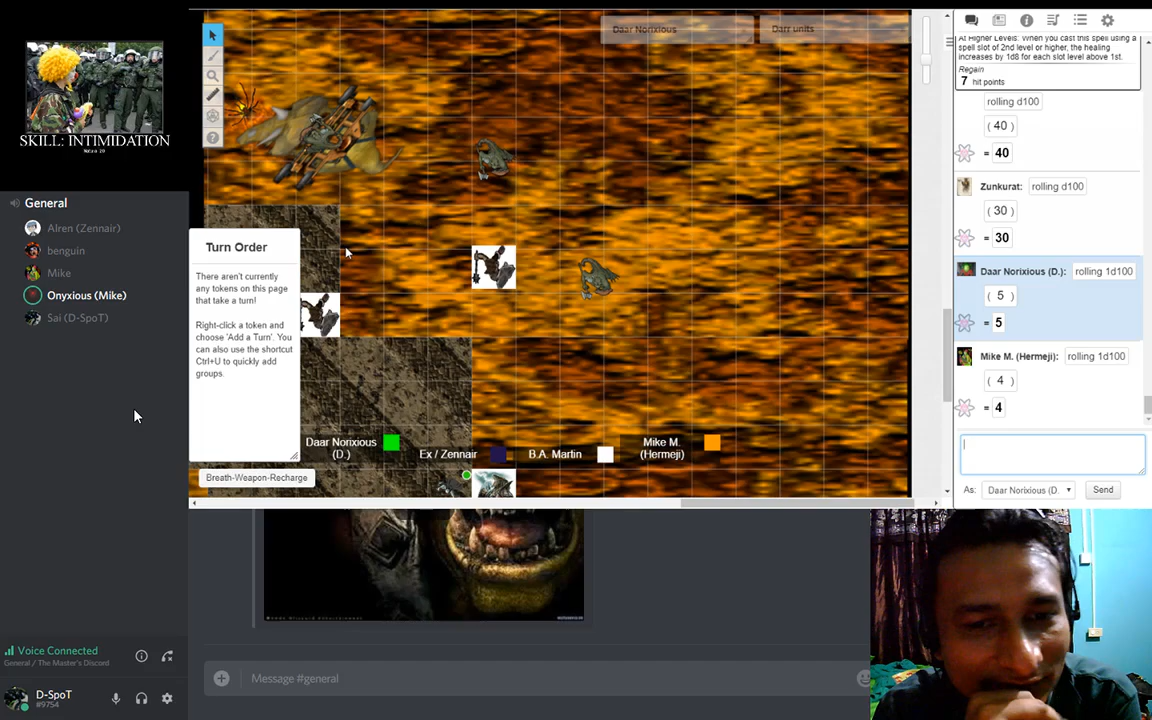 SKILL: INTIMIDATION
General
Alren (Zennair)
benguin
Mike
Onyxious (Mike)
Sai (D-SpoT)
Voice Connected
General / The Master's Discord
D-SpoT
#9754
Daar Norixious
Darr units
Turn Order
There aren't currently
any tokens on this page
that take a turn!
Right-click a token and
choose 'Add a Turn'. You
can also use the shortcut
Ctrl+U to quickly add
groups.
Breath-Weapon-Recharge
Daar Norixious
(D.)
Ex / Zennair
B.A. Martin
Mike M.
(Hermeji)
Message #general
At Higher Levels: When you cast this spell using a
spell slot of 2nd level or higher, the healing
increases by 1d8 for each slot level above 1st.
Regain
7 hit points
rolling d100
( 40 )
= 40
Zunkurat: rolling d100
( 30 )
= 30
Daar Norixious (D.): rolling 1d100
( 5 )
= 5
Mike M. (Hermeji): rolling 1d100
( 4 )
= 4
As: Daar Norixious (D. Send